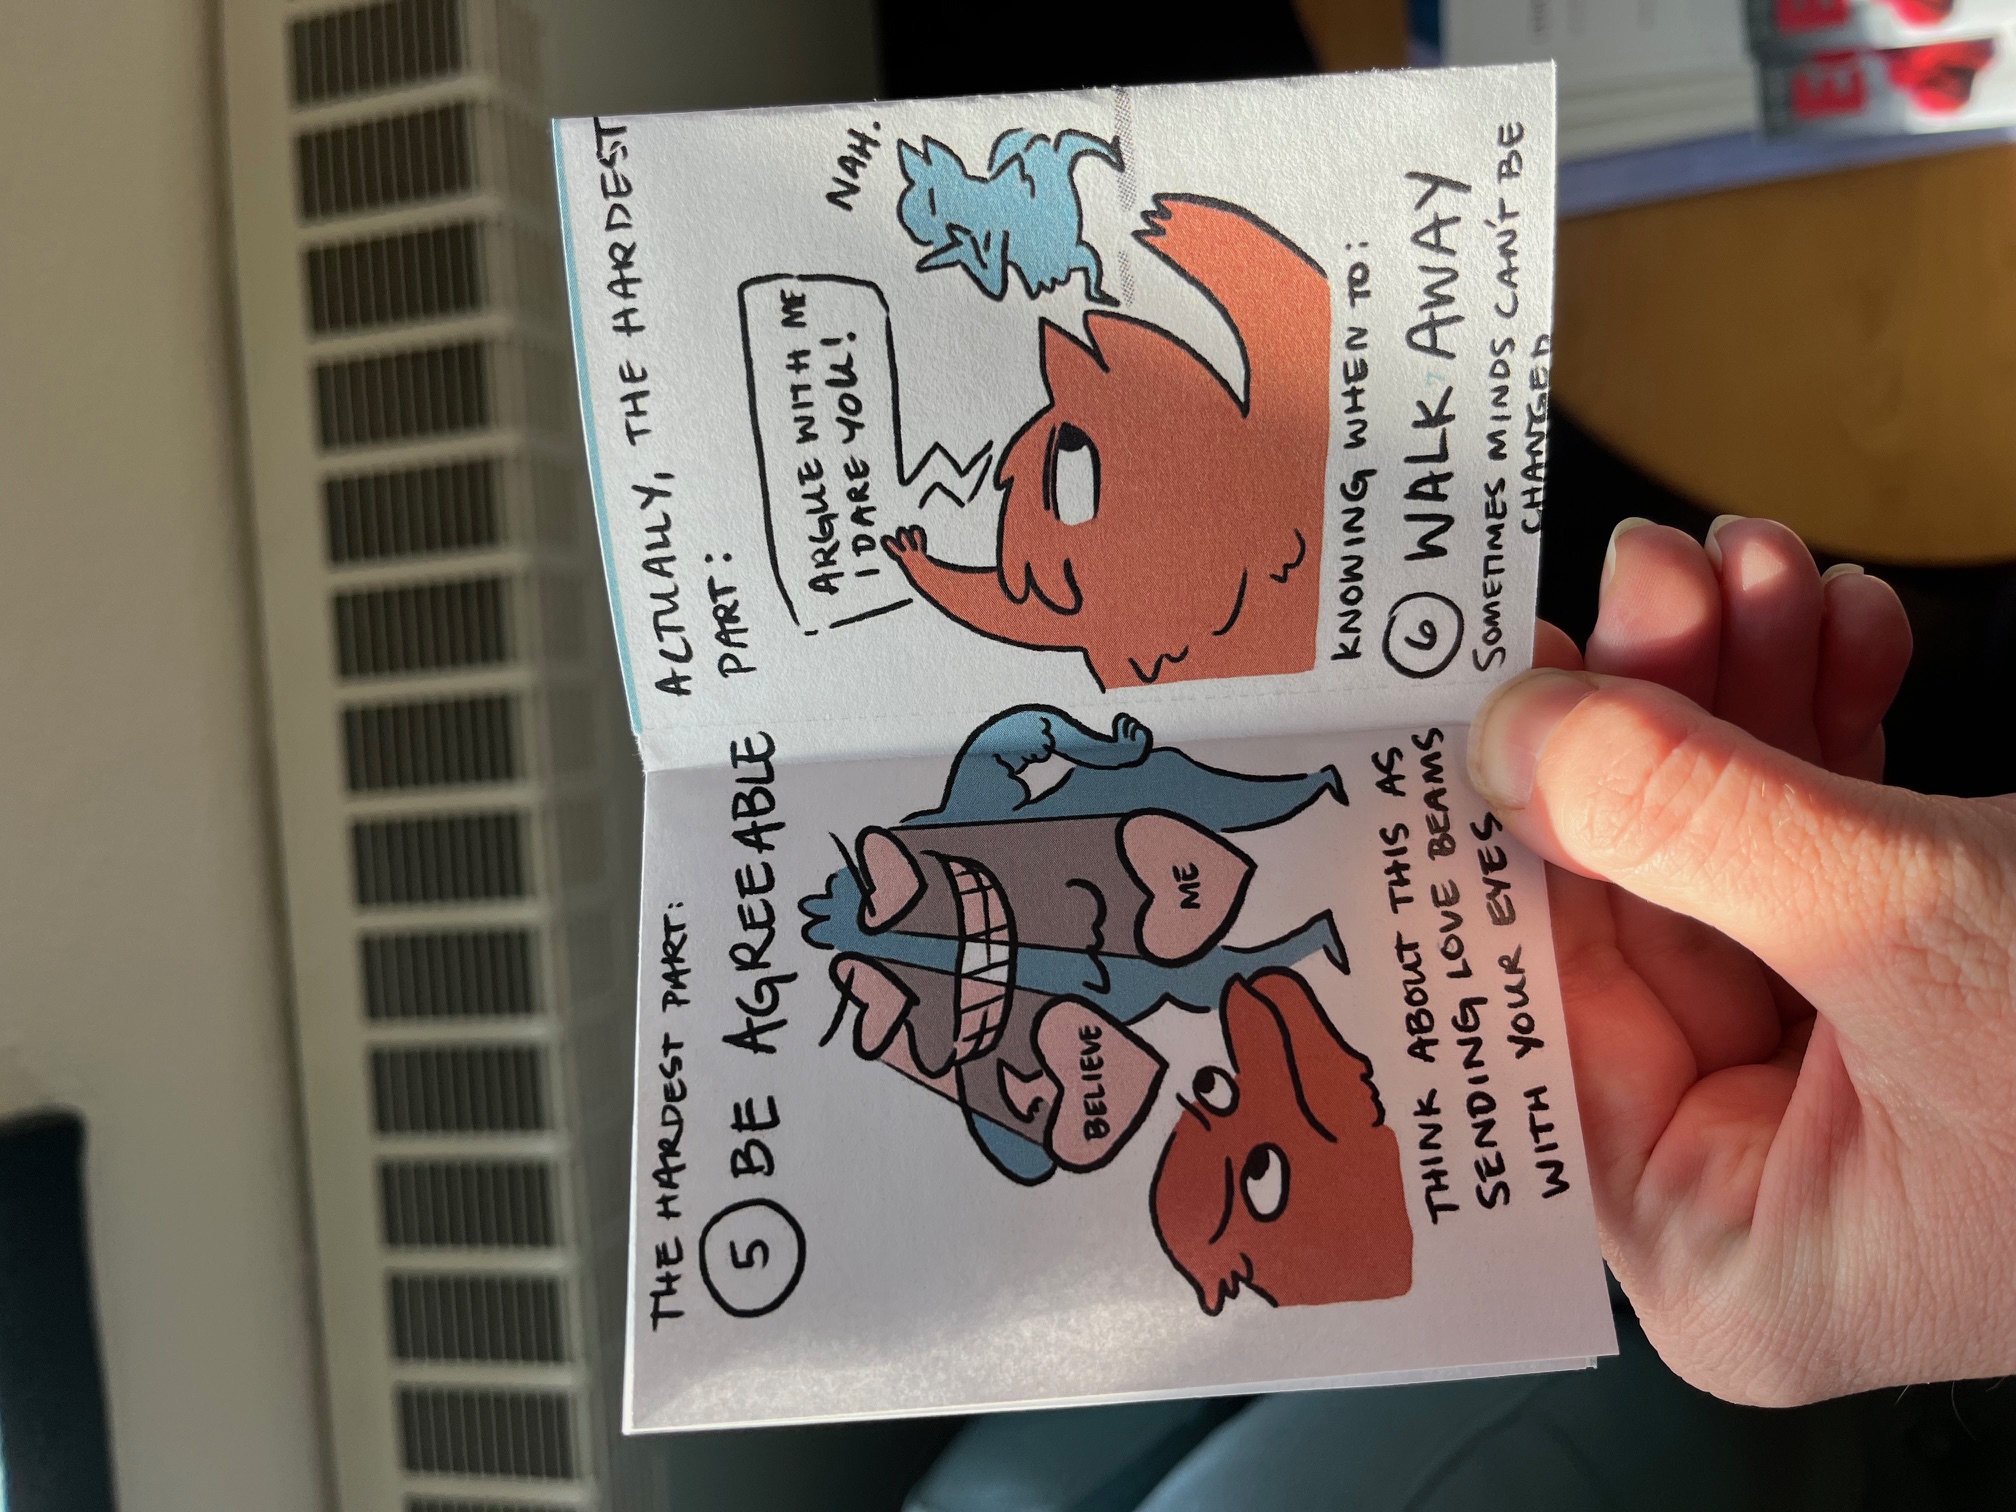 THE HARDEST PART:
5 BE AGREEABLE
BELIEVE
ME
THINK ABOUT THIS AS
SENDING LOVE BEAMS
WITH YOUR EYES
ACTUALLY, THE HARDEST
PART:
ARGUE WITH ME
I DARE YOU!
NAH.
KNOWING WHEN TO:
6 WALK AWAY
SOMETIMES MINDS CAN'T BE
CHANGED